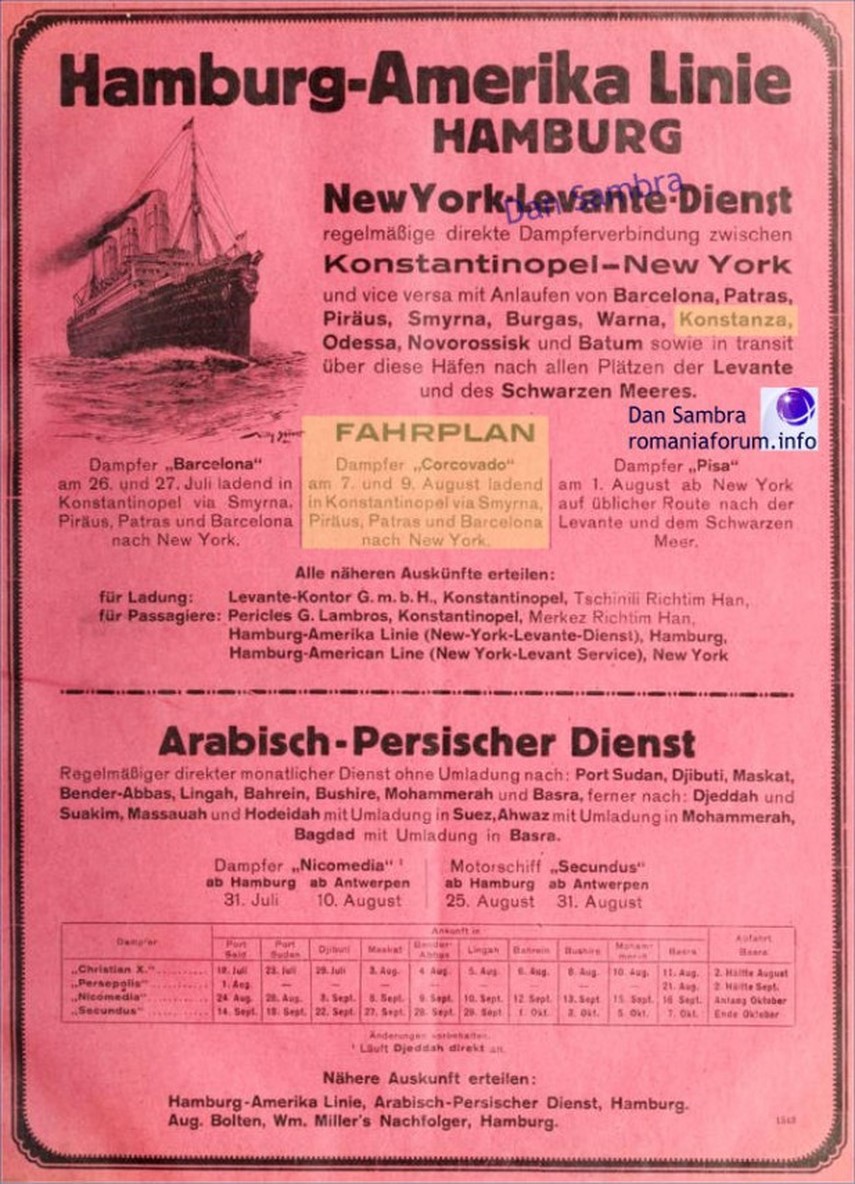 Hamburg-Amerika Linie
HAMBURG
New York-Levante-Dienst
Dan Sambra
regelmäßige direkte Dampferverbindung zwischen
Konstantinopel–New York
und vice versa mit Anlaufen von Barcelona, Patras,
Piräus, Smyrna, Burgas, Warna, Konstanza,
Odessa, Novorossisk und Batum sowie in transit
über diese Häfen nach allen Plätzen der Levante
und des Schwarzen Meeres.
Dan Sambra
romaniaforum.info
FAHRPLAN
Dampfer „Barcelona"
am 26. und 27. Juli ladend in
Konstantinopel via Smyrna,
Piräus, Patras und Barcelona
nach New York.
Dampfer „Corcovado"
am 7. und 9. August ladend
in Konstantinopel via Smyrna,
Piräus, Patras und Barcelona
nach New York.
Dampfer „Pisa"
am 1. August ab New York
auf üblicher Route nach der
Levante und dem Schwarzen
Meer.
Alle näheren Auskünfte erteilen:
für Ladung: Levante-Kontor G. m. b. H., Konstantinopel, Tschinili Richtim Han,
für Passagiere: Pericles G. Lambros, Konstantinopel, Merkez Richtim Han,
Hamburg-Amerika Linie (New-York-Levante-Dienst), Hamburg,
Hamburg-American Line (New York-Levant Service), New York
Arabisch-Persischer Dienst
Regelmäßiger direkter monatlicher Dienst ohne Umladung nach: Port Sudan, Djibuti, Maskat,
Bender-Abbas, Lingah, Bahrein, Bushire, Mohammerah und Basra, ferner nach: Djeddah und
Suakim, Massauah und Hodeidah mit Umladung in Suez, Ahwaz mit Umladung in Mohammerah,
Bagdad mit Umladung in Basra.
Dampfer „Nicomedia" ¹
ab Hamburg ab Antwerpen
31. Juli 10. August
Motorschiff „Secundus"
ab Hamburg ab Antwerpen
25. August 31. August
Dampfer
Ankunft in
Abfahrt Basra
Port Said Port Sudan Djibuti Maskat Bender-Abbas Lingah Bahrein Bushire Basra
„Christian X." 18. Juli 23. Juli 29. Juli 3. Aug. 4 Aug. 5. Aug. 6. Aug. 8 Aug. 10. Aug. 11. Aug. 2. Hälfte August
„Persepolis" 1. Aug. — — — — — — — — 21. Aug. 2. Hälfte Sept.
„Nicomedia" 24. Aug. 28. Aug. 3. Sept. 8. Sept. 9 Sept. 10. Sept. 12. Sept. 13. Sept. 15. Sept. 16 Sept. Anfang Oktober
„Secundus" 14. Sept. 18. Sept. 22. Sept. 27. Sept. 28. Sept. 29. Sept. 1. Okt. 2. Okt. 5. Okt. 7. Okt. Ende Oktober
Änderungen vorbehalten.
¹ Läuft Djeddah direkt an.
Nähere Auskunft erteilen:
Hamburg-Amerika Linie, Arabisch-Persischer Dienst, Hamburg.
Aug. Bolten, Wm. Miller's Nachfolger, Hamburg.